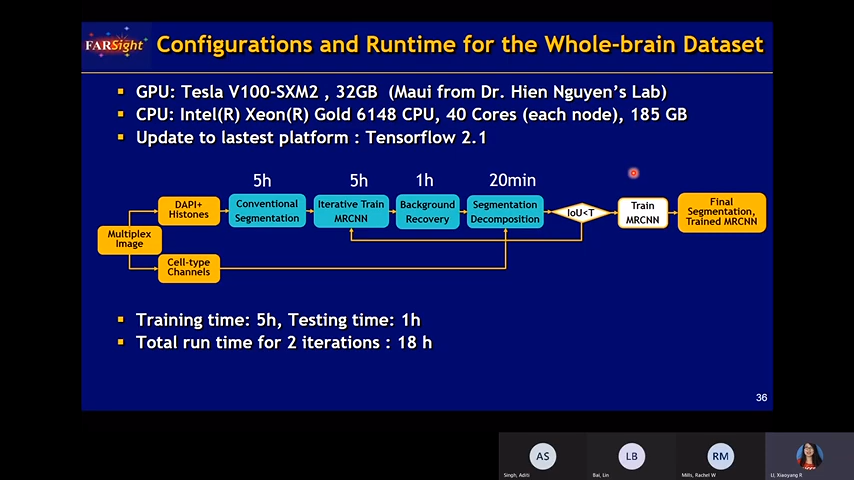 FARSight
Configurations and Runtime for the Whole-brain Dataset
GPU: Tesla V100-SXM2 , 32GB (Maui from Dr. Hien Nguyen's Lab)
CPU: Intel(R) Xeon(R) Gold 6148 CPU, 40 Cores (each node), 185 GB
Update to lastest platform : Tensorflow 2.1
5h
5h
1h
20min
Multiplex
Image
DAPI+
Histones
Cell-type
Channels
Conventional
Segmentation
Iterative Train
MRCNN
Background
Recovery
Segmentation
Decomposition
IoU<T
Train
MRCNN
Final
Segmentation,
Trained MRCNN
Training time: 5h, Testing time: 1h
Total run time for 2 iterations : 18 h
36
AS
Singh, Aditi
LB
Bai, Lin
RM
Mills, Rachel W
LI, Xiaoyang R